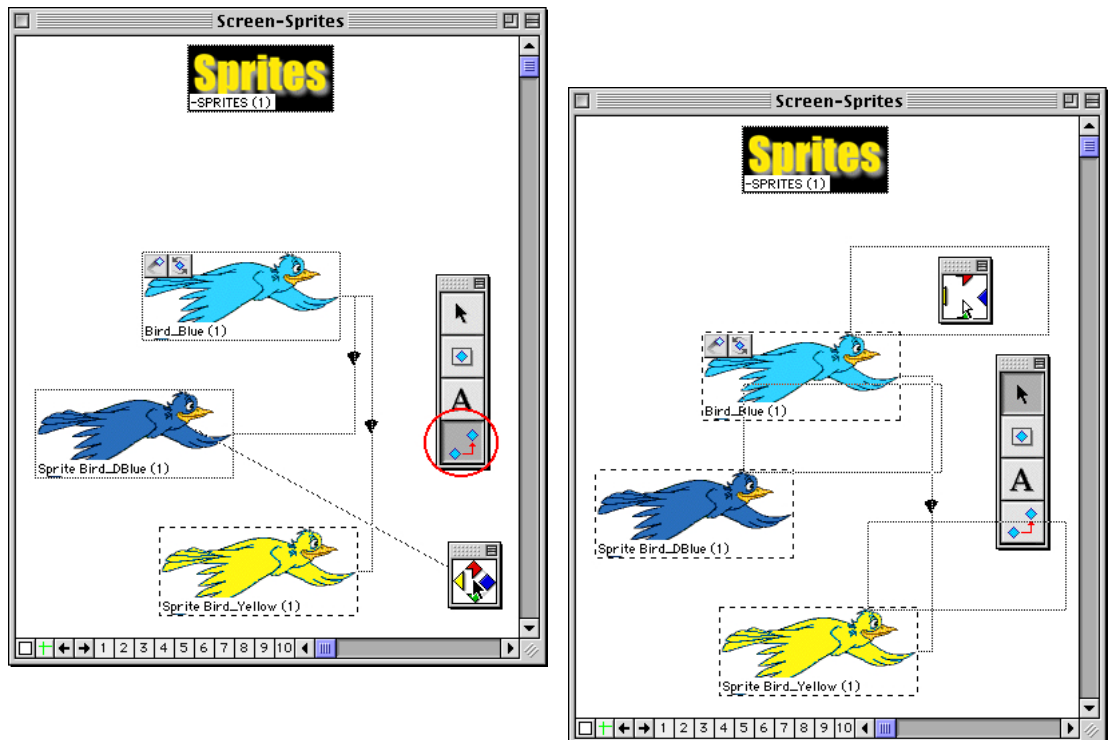 Screen-Sprites
Sprites
-SPRITES (1)
Bird_Blue (1)
A
Sprite Bird_DBlue (1)
Sprite Bird_Yellow (1)
1 2 3 4 5 6 7 8 9 10
Screen-Sprites
Sprites
-SPRITES (1)
Bird_Blue (1)
A
Sprite Bird_DBlue (1)
Sprite Bird_Yellow (1)
1 2 3 4 5 6 7 8 9 10